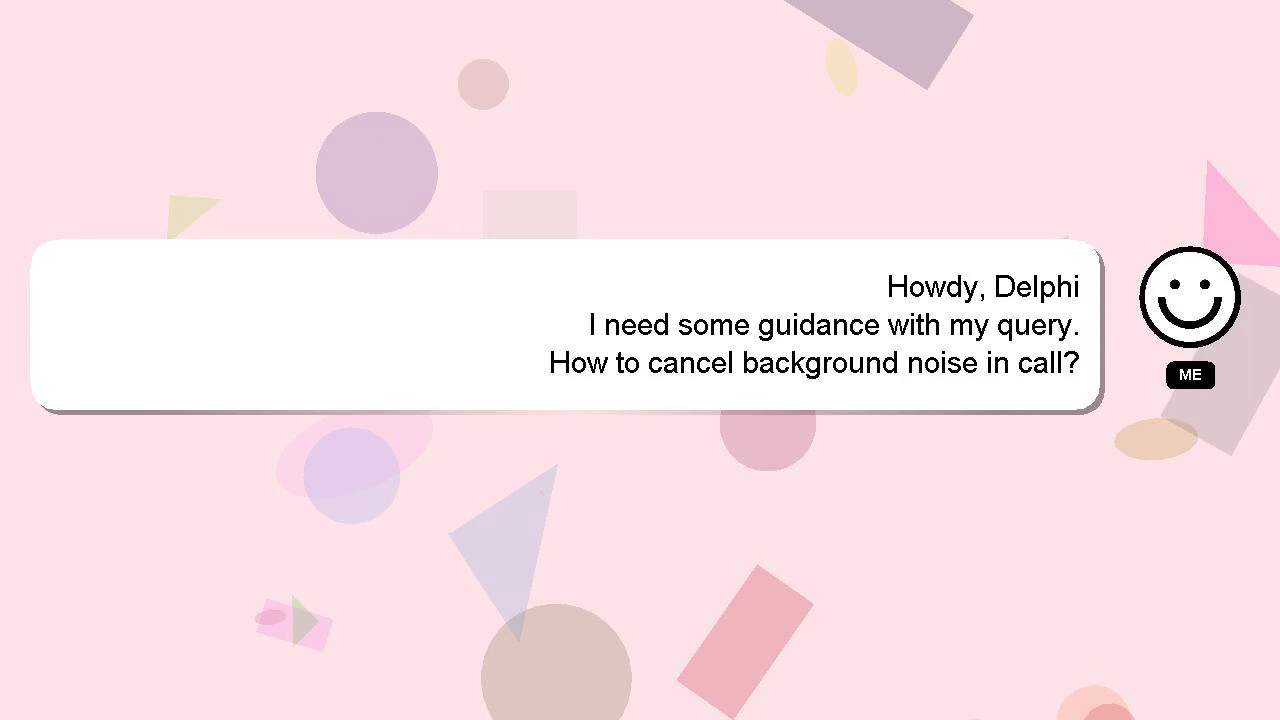 Howdy, Delphi
I need some guidance with my query.
How to cancel background noise in call?
ME